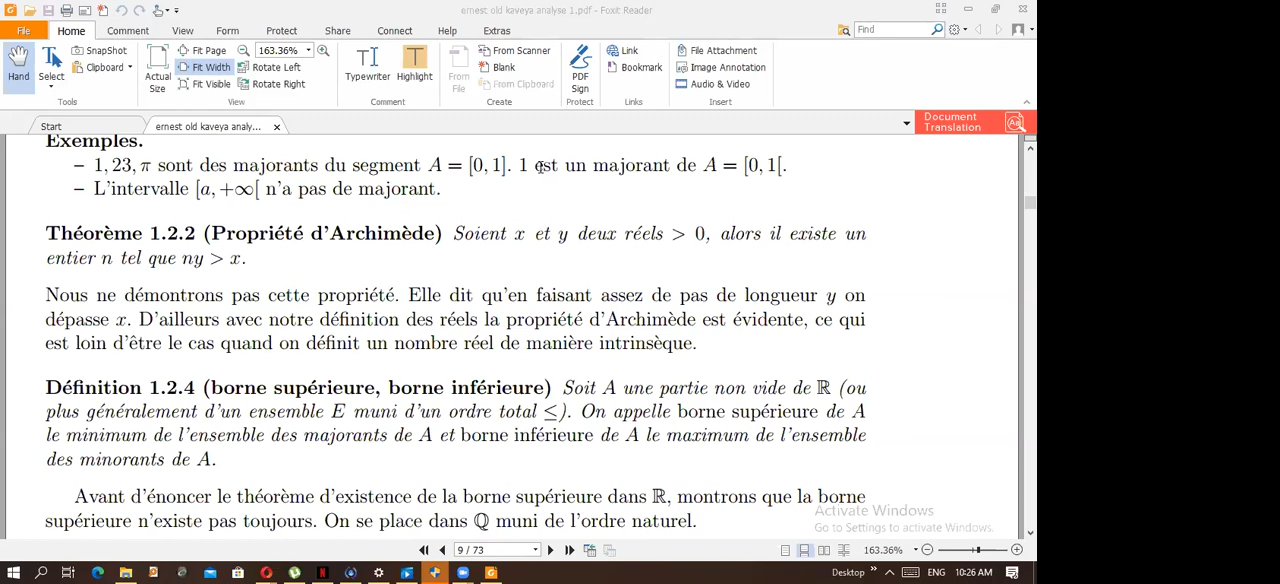 ernest old kaveya analyse 1.pdf - Foxit Reader
File Home Comment View Form Protect Share Connect Help Extras
Find
Hand Select SnapShot Clipboard Actual Size Fit Page Fit Width Fit Visible 163.36% Rotate Left Rotate Right Typewriter Highlight From File From Scanner Blank From Clipboard PDF Sign Link Bookmark File Attachment Image Annotation Audio & Video
Tools View Comment Create Protect Links Insert
Start ernest old kaveya analy... Document Translation
Exemples.
– 1, 23, π sont des majorants du segment A = [0, 1]. 1 est un majorant de A = [0, 1[.
– L'intervalle [a, +∞[ n'a pas de majorant.
Théorème 1.2.2 (Propriété d'Archimède) Soient x et y deux réels > 0, alors il existe un
entier n tel que ny > x.
Nous ne démontrons pas cette propriété. Elle dit qu'en faisant assez de pas de longueur y on
dépasse x. D'ailleurs avec notre définition des réels la propriété d'Archimède est évidente, ce qui
est loin d'être le cas quand on définit un nombre réel de manière intrinsèque.
Définition 1.2.4 (borne supérieure, borne inférieure) Soit A une partie non vide de ℝ (ou
plus généralement d'un ensemble E muni d'un ordre total ≤). On appelle borne supérieure de A
le minimum de l'ensemble des majorants de A et borne inférieure de A le maximum de l'ensemble
des minorants de A.
Avant d'énoncer le théorème d'existence de la borne supérieure dans ℝ, montrons que la borne
supérieure n'existe pas toujours. On se place dans ℚ muni de l'ordre naturel.
Activate Windows
Go to Settings to activate Windows.
9 / 73 163.36%
Desktop ENG 10:26 AM